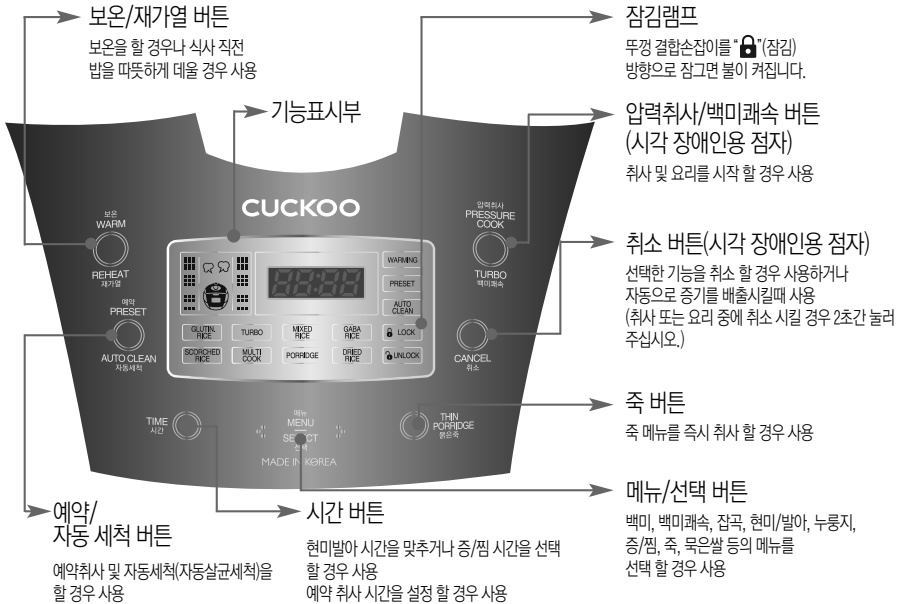 보온/재가열 버튼
보온을 할 경우나 식사 직전
밥을 따뜻하게 데울 경우 사용
기능표시부
잠김램프
뚜껑 결합손잡이를 "🔒"(잠김)
방향으로 잠그면 불이 켜집니다.
압력취사/백미쾌속 버튼
(시각 장애인용 점자)
취사 및 요리를 시작 할 경우 사용
취소 버튼(시각 장애인용 점자)
선택한 기능을 취소 할 경우 사용하거나
자동으로 증기를 배출시킬때 사용
(취사 또는 요리 중에 취소 시킬 경우 2초간 눌러
주십시오.)
죽 버튼
죽 메뉴를 즉시 취사 할 경우 사용
메뉴/선택 버튼
백미, 백미쾌속, 잡곡, 현미/발아, 누룽지,
증/찜, 죽, 묵은쌀 등의 메뉴를
선택 할 경우 사용
CUCKOO
보온
WARM
REHEAT
재가열
예약
PRESET
AUTO CLEAN
자동세척
88:88
WARMING
PRESET
AUTO
CLEAN
GLUTIN.
RICE
TURBO
MIXED
RICE
GABA
RICE
LOCK
SCORCHED
RICE
MULTI
COOK
PORRIDGE
DRIED
RICE
UNLOCK
압력취사
PRESSURE
COOK
TURBO
백미쾌속
CANCEL
취소
TIME
시간
메뉴
MENU
SELECT
선택
THIN
PORRIDGE
묽은죽
MADE IN KOREA
예약/
자동 세척 버튼
예약취사 및 자동세척(자동살균세척)을
할 경우 사용
시간 버튼
현미발아 시간을 맞추거나 증/찜 시간을 선택
할 경우 사용
예약 취사 시간을 설정 할 경우 사용